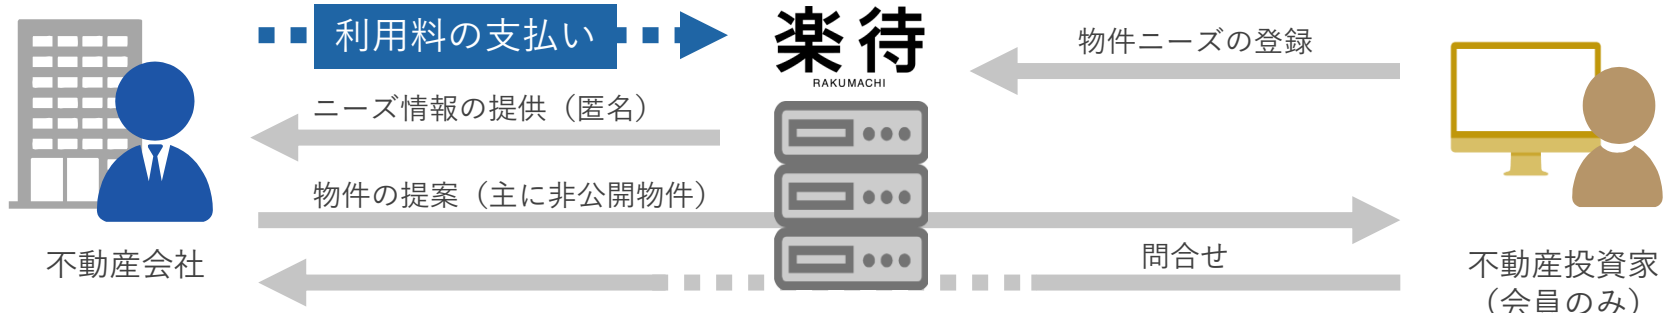 利用料の支払い
楽待
RAKUMACHI
物件ニーズの登録
ニーズ情報の提供（匿名）
物件の提案（主に非公開物件）
問合せ
不動産会社
不動産投資家
（会員のみ）